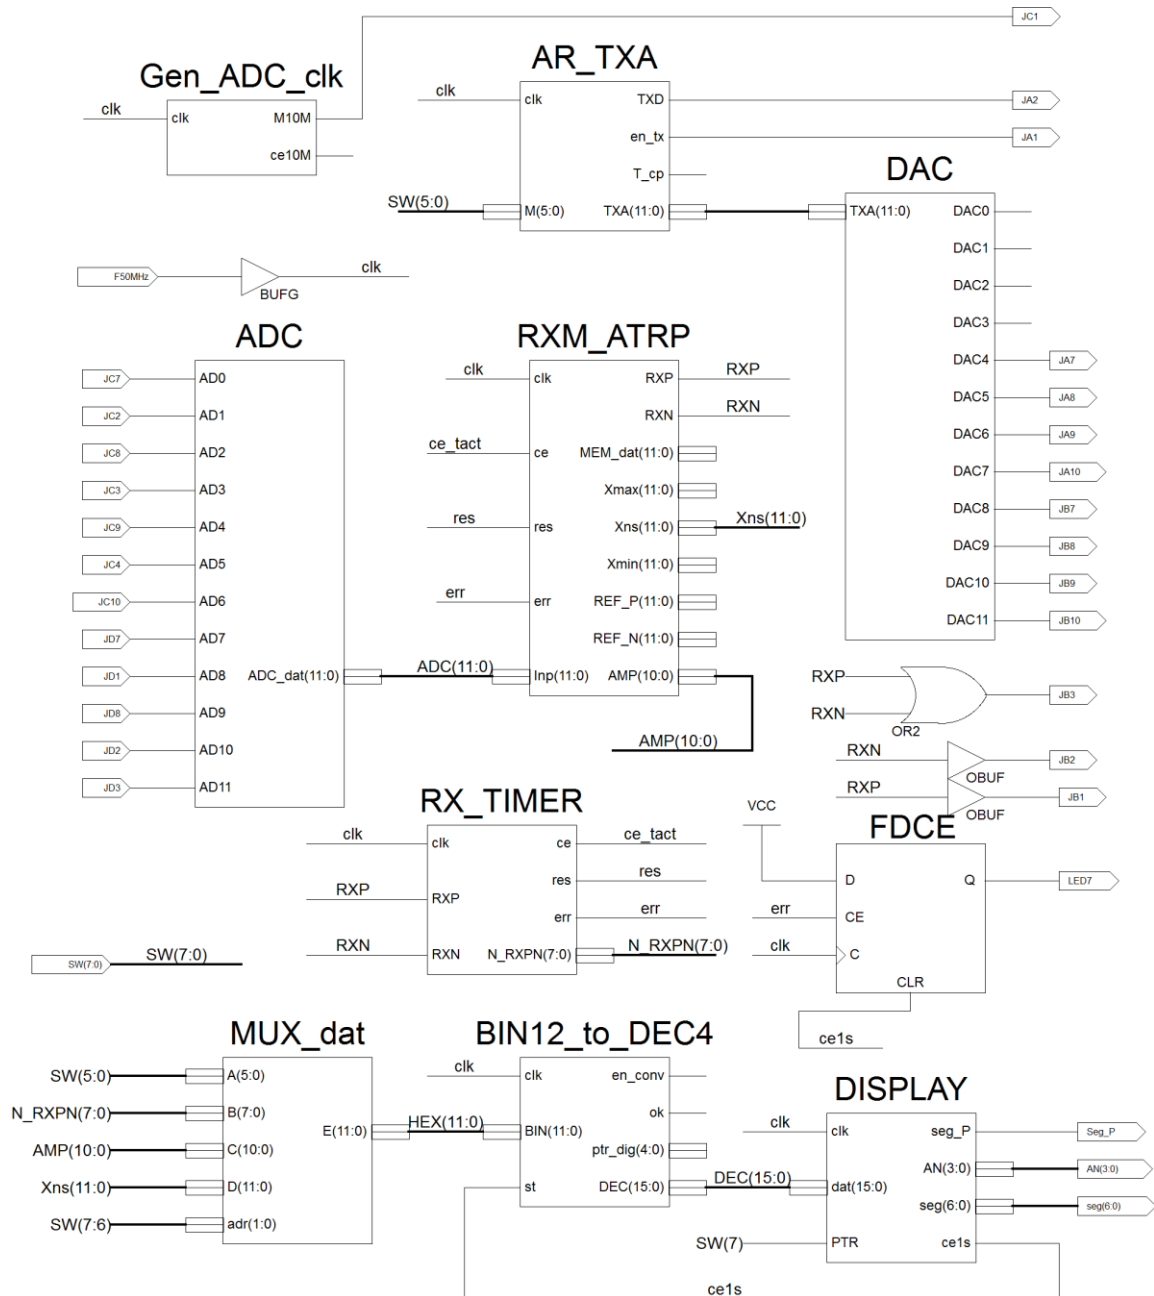 JC1
Gen_ADC_clk
clk
clk
M10M
ce10M
AR_TXA
clk
clk
TXD
JA2
en_tx
JA1
T_cp
SW(5:0)
M(5:0)
TXA(11:0)
DAC
TXA(11:0)
DAC0
DAC1
DAC2
DAC3
DAC4
JA7
DAC5
JA8
DAC6
JA9
DAC7
JA10
DAC8
JB7
DAC9
JB8
DAC10
JB9
DAC11
JB10
F50MHz
BUFG
clk
ADC
JC7
AD0
JC2
AD1
JC8
AD2
JC3
AD3
JC9
AD4
JC4
AD5
JC10
AD6
JD7
AD7
JD1
AD8
ADC_dat(11:0)
JD8
AD9
JD2
AD10
JD3
AD11
RXM_ATRP
clk
clk
RXP
RXP
RXN
RXN
ce_tact
ce
MEM_dat(11:0)
Xmax(11:0)
res
res
Xns(11:0)
Xns(11:0)
Xmin(11:0)
err
err
REF_P(11:0)
REF_N(11:0)
ADC(11:0)
Inp(11:0)
AMP(10:0)
AMP(10:0)
RXP
RXN
OR2
JB3
RXN
OBUF
JB2
RXP
OBUF
JB1
RX_TIMER
clk
clk
ce
ce_tact
res
res
RXP
RXP
err
err
RXN
RXN
N_RXPN(7:0)
N_RXPN(7:0)
VCC
FDCE
D
Q
LED7
err
CE
clk
C
CLR
ce1s
SW(7:0)
SW(7:0)
MUX_dat
SW(5:0)
A(5:0)
N_RXPN(7:0)
B(7:0)
E(11:0)
AMP(10:0)
C(10:0)
Xns(11:0)
D(11:0)
SW(7:6)
adr(1:0)
BIN12_to_DEC4
clk
clk
en_conv
ok
HEX(11:0)
BIN(11:0)
ptr_dig(4:0)
st
DEC(15:0)
DEC(15:0)
DISPLAY
clk
clk
seg_P
Seg_P
AN(3:0)
AN(3:0)
dat(15:0)
seg(6:0)
seg(6:0)
SW(7)
PTR
ce1s
ce1s